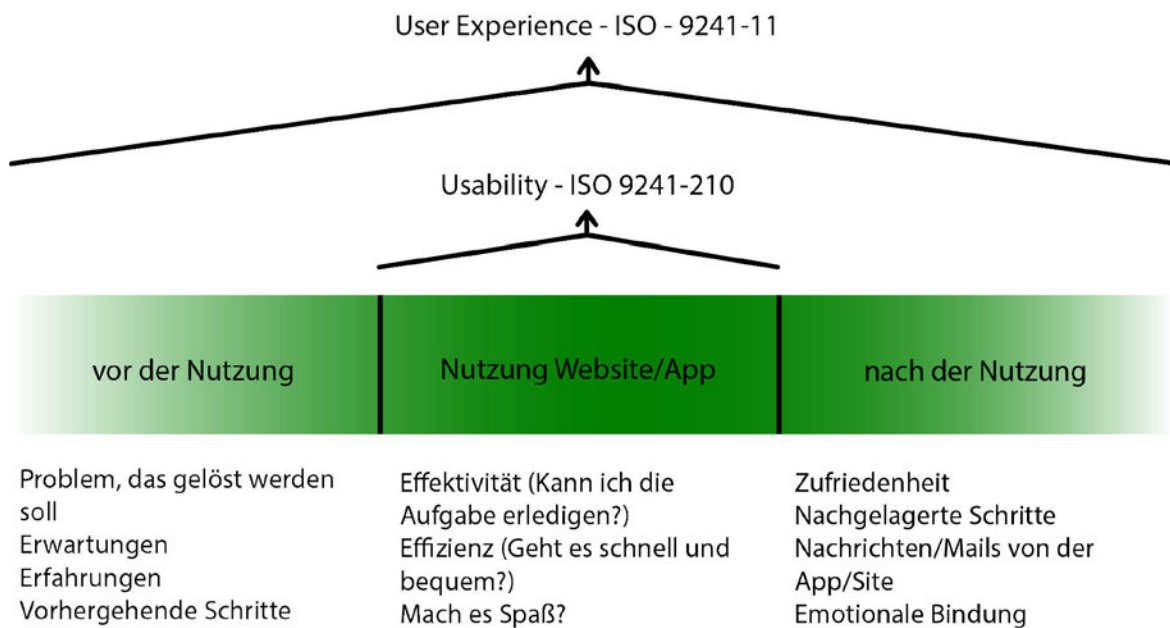 User Experience - ISO - 9241-11
Usability - ISO 9241-210
vor der Nutzung
Nutzung Website/App
nach der Nutzung
Problem, das gelöst werden
soll
Erwartungen
Erfahrungen
Vorhergehende Schritte
Effektivität (Kann ich die
Aufgabe erledigen?)
Effizienz (Geht es schnell und
bequem?)
Mach es Spaß?
Zufriedenheit
Nachgelagerte Schritte
Nachrichten/Mails von der
App/Site
Emotionale Bindung